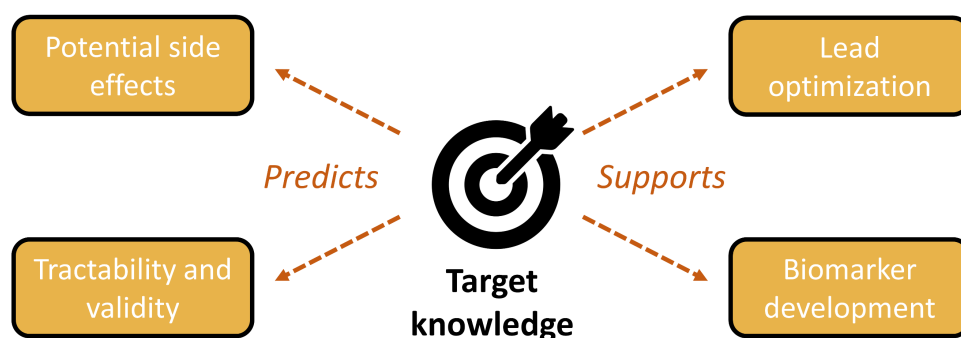 Potential side
effects
Lead
optimization
Predicts
Supports
Tractability and
validity
Target
knowledge
Biomarker
development